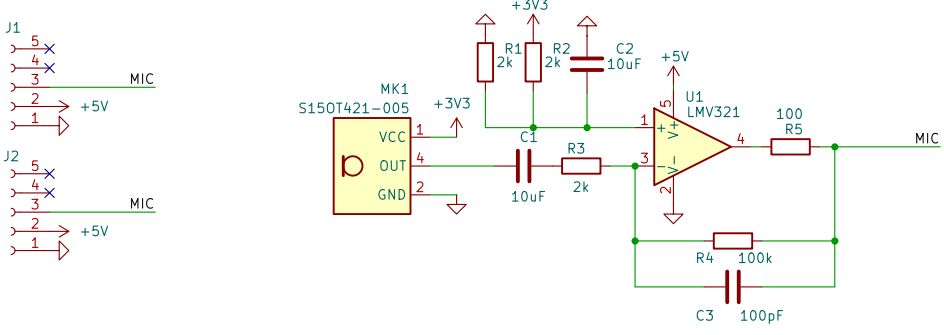 J1
5
4
3 MIC
2 +5V
1
J2
5
4
3 MIC
2 +5V
1
MK1
S15OT421-005
+3V3
VCC 1
OUT 4
GND 2
+3V3
R1
2k
R2
2k
C2
10uF
C1
10uF
R3
2k
+5V
U1
LMV321
1 +
3 -
V+ 5
V- 2
4
100
R5
MIC
R4 100k
C3 100pF